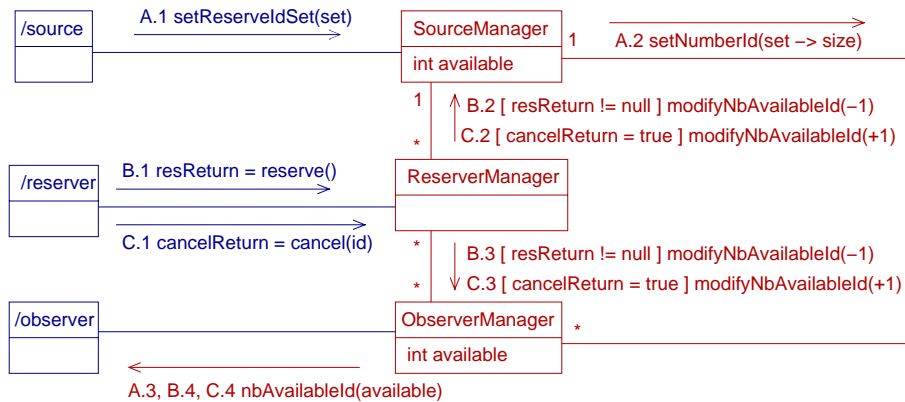 /source
A.1 setReserveIdSet(set)
SourceManager
int available
1
A.2 setNumberId(set −> size)
1
B.2 [ resReturn != null ] modifyNbAvailableId(−1)
C.2 [ cancelReturn = true ] modifyNbAvailableId(+1)
*
/reserver
B.1 resReturn = reserve()
ReserverManager
C.1 cancelReturn = cancel(id)
*
B.3 [ resReturn != null ] modifyNbAvailableId(−1)
C.3 [ cancelReturn = true ] modifyNbAvailableId(+1)
*
/observer
ObserverManager
int available
*
A.3, B.4, C.4 nbAvailableId(available)